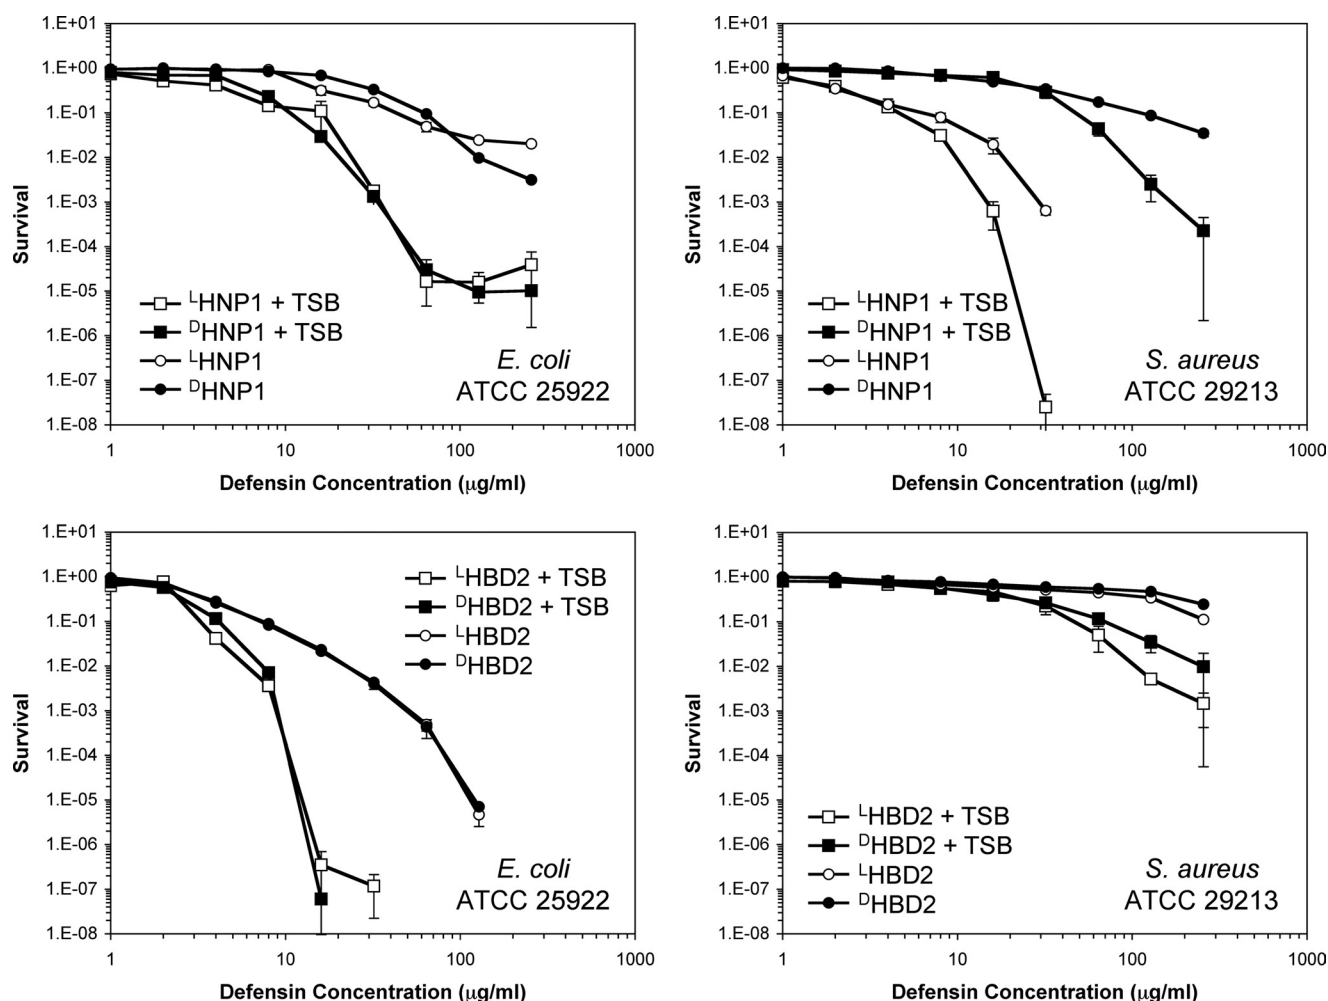 1.E+01
1.E+00
1.E-01
1.E-02
1.E-03
1.E-04
1.E-05
1.E-06
1.E-07
1.E-08
Survival
ᴸHNP1 + TSB
ᴰHNP1 + TSB
ᴸHNP1
ᴰHNP1
E. coli
ATCC 25922
1 10 100 1000
Defensin Concentration (µg/ml)
1.E+01
1.E+00
1.E-01
1.E-02
1.E-03
1.E-04
1.E-05
1.E-06
1.E-07
1.E-08
Survival
ᴸHNP1 + TSB
ᴰHNP1 + TSB
ᴸHNP1
ᴰHNP1
S. aureus
ATCC 29213
1 10 100 1000
Defensin Concentration (µg/ml)
1.E+01
1.E+00
1.E-01
1.E-02
1.E-03
1.E-04
1.E-05
1.E-06
1.E-07
1.E-08
Survival
ᴸHBD2 + TSB
ᴰHBD2 + TSB
ᴸHBD2
ᴰHBD2
E. coli
ATCC 25922
1 10 100 1000
Defensin Concentration (µg/ml)
1.E+01
1.E+00
1.E-01
1.E-02
1.E-03
1.E-04
1.E-05
1.E-06
1.E-07
1.E-08
Survival
ᴸHBD2 + TSB
ᴰHBD2 + TSB
ᴸHBD2
ᴰHBD2
S. aureus
ATCC 29213
1 10 100 1000
Defensin Concentration (µg/ml)